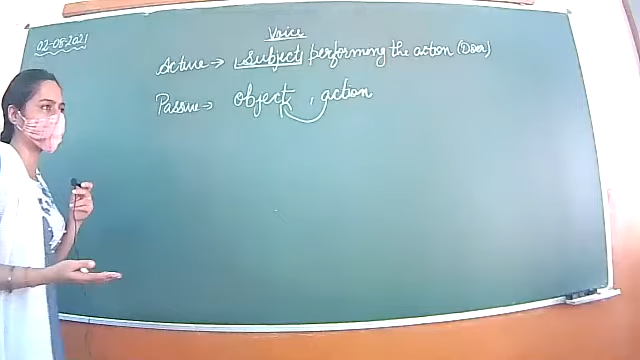 02-08-2021
Voice
Active → Subject performing the action (Doer)
Passive → object, action